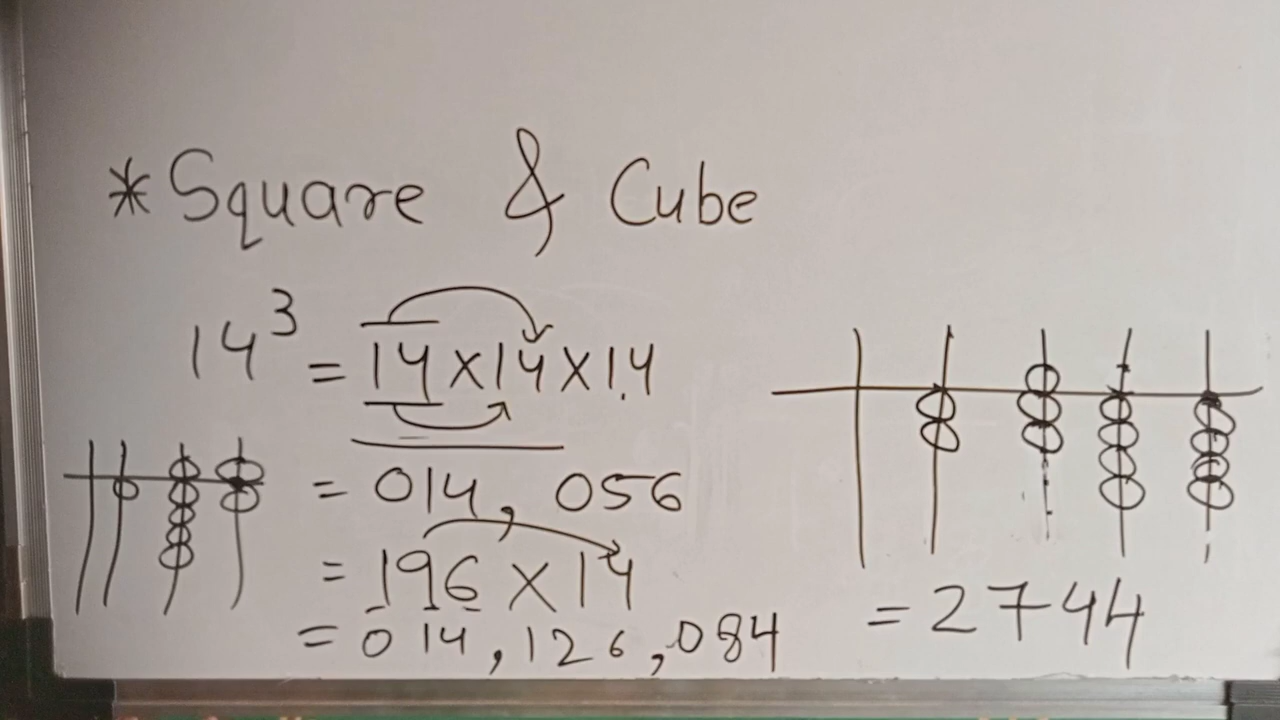 * Square & Cube
14³ = 14 x 14 x 14
= 014, 056
= 196 x 14
= 014, 126, 084
= 2744